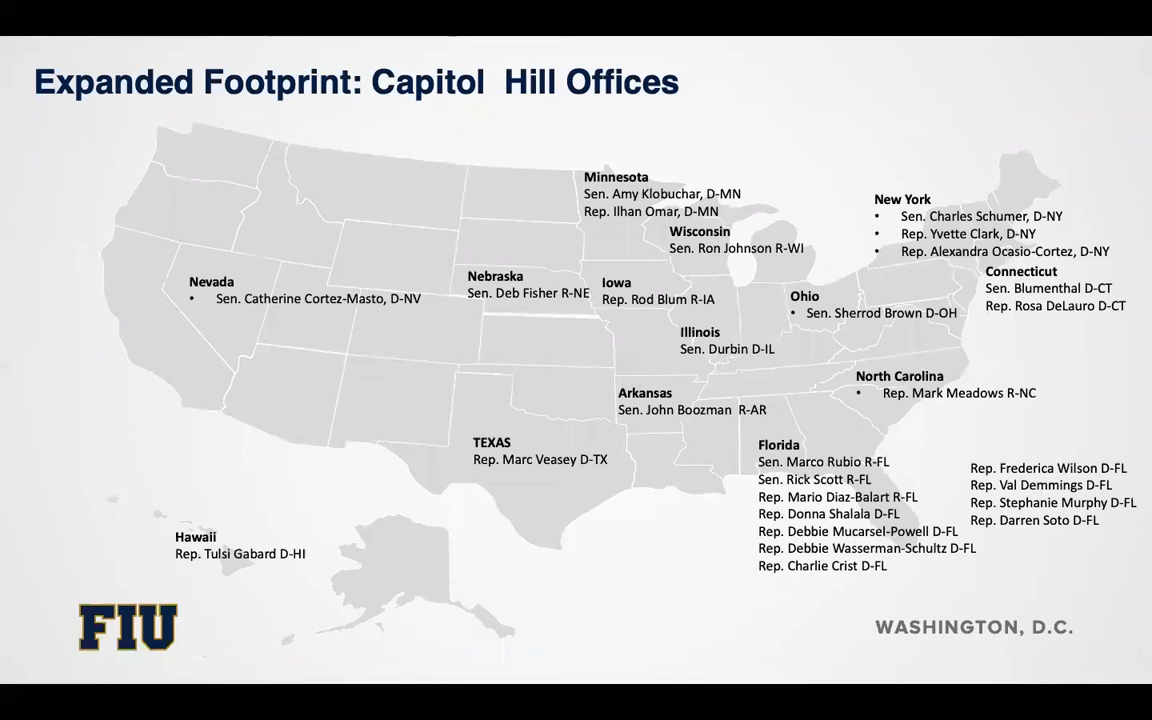 Expanded Footprint: Capitol  Hill Offices
Minnesota
Sen. Amy Klobuchar, D-MN
Rep. Ilhan Omar, D-MN
New York
• Sen. Charles Schumer, D-NY
• Rep. Yvette Clark, D-NY
• Rep. Alexandra Ocasio-Cortez, D-NY
Wisconsin
Sen. Ron Johnson R-WI
Connecticut
Sen. Blumenthal D-CT
Rep. Rosa DeLauro D-CT
Nevada
• Sen. Catherine Cortez-Masto, D-NV
Nebraska
Sen. Deb Fisher R-NE
Iowa
Rep. Rod Blum R-IA
Ohio
• Sen. Sherrod Brown D-OH
Illinois
Sen. Durbin D-IL
North Carolina
• Rep. Mark Meadows R-NC
Arkansas
Sen. John Boozman  R-AR
TEXAS
Rep. Marc Veasey D-TX
Florida
Sen. Marco Rubio R-FL
Sen. Rick Scott R-FL
Rep. Mario Diaz-Balart R-FL
Rep. Donna Shalala D-FL
Rep. Debbie Mucarsel-Powell D-FL
Rep. Debbie Wasserman-Schultz D-FL
Rep. Charlie Crist D-FL
Rep. Frederica Wilson D-FL
Rep. Val Demmings D-FL
Rep. Stephanie Murphy D-FL
Rep. Darren Soto D-FL
Hawaii
Rep. Tulsi Gabard D-HI
FIU
WASHINGTON, D.C.